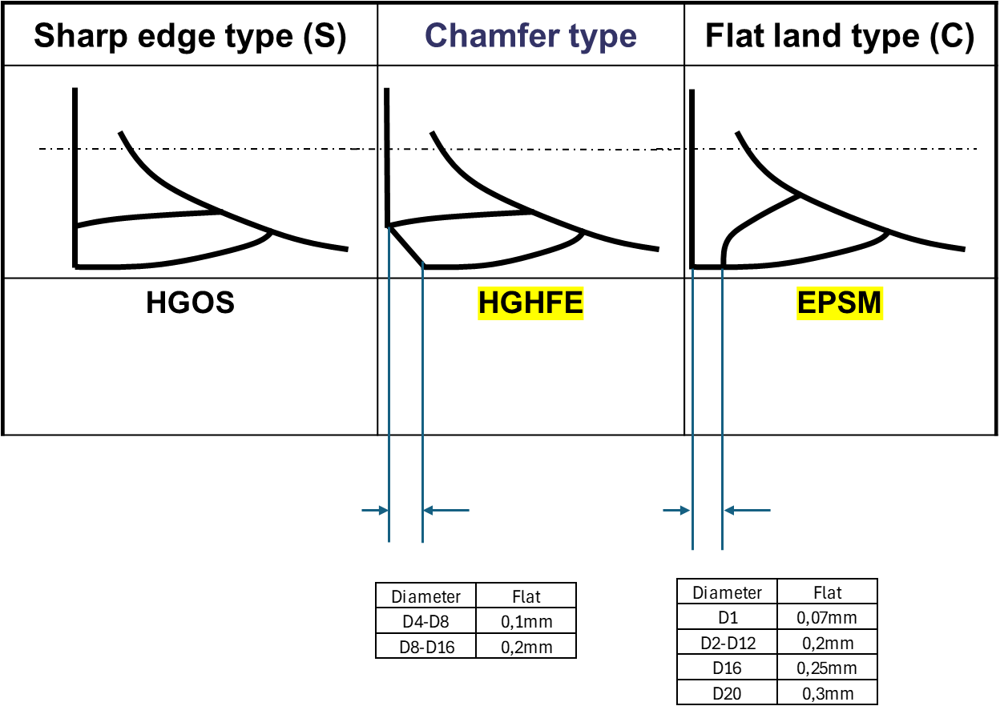 Sharp edge type (S)
Chamfer type
Flat land type (C)
HGOS
HGHFE
EPSM
Diameter Flat
D4-D8 0,1mm
D8-D16 0,2mm
Diameter Flat
D1 0,07mm
D2-D12 0,2mm
D16 0,25mm
D20 0,3mm